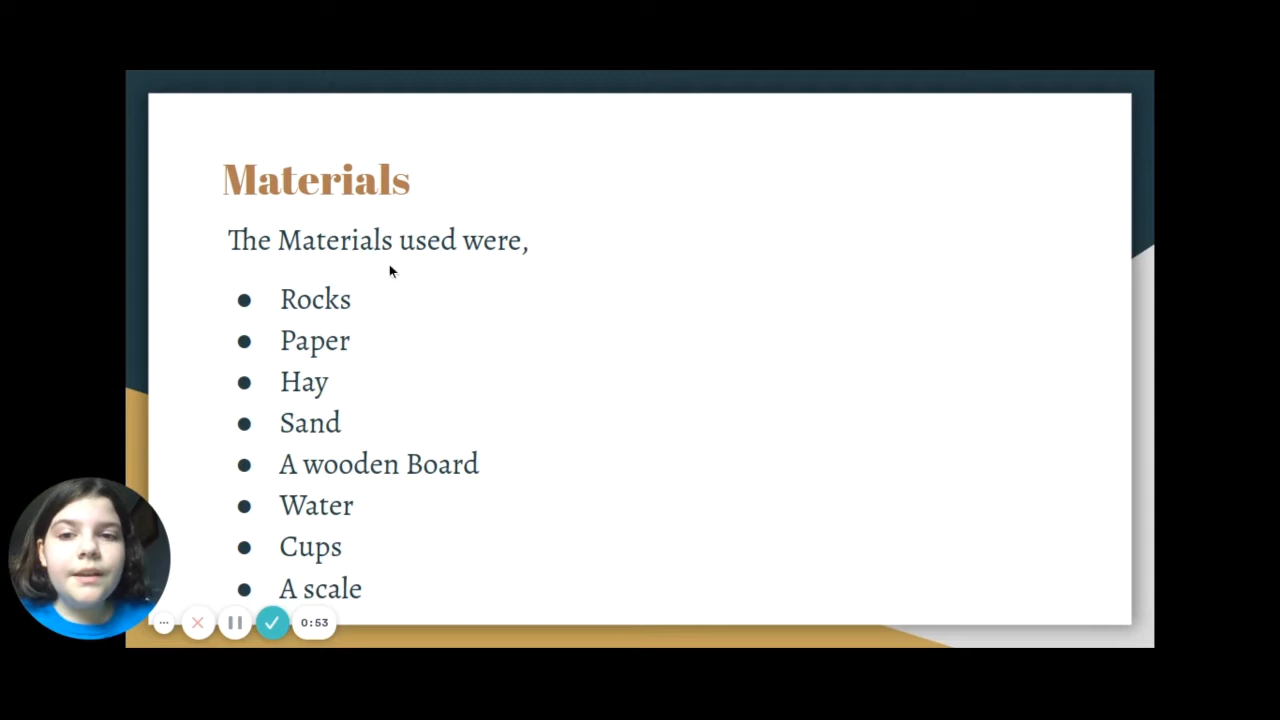 Materials
The Materials used were,
● Rocks
● Paper
● Hay
● Sand
● A wooden Board
● Water
● Cups
● A scale
0:53